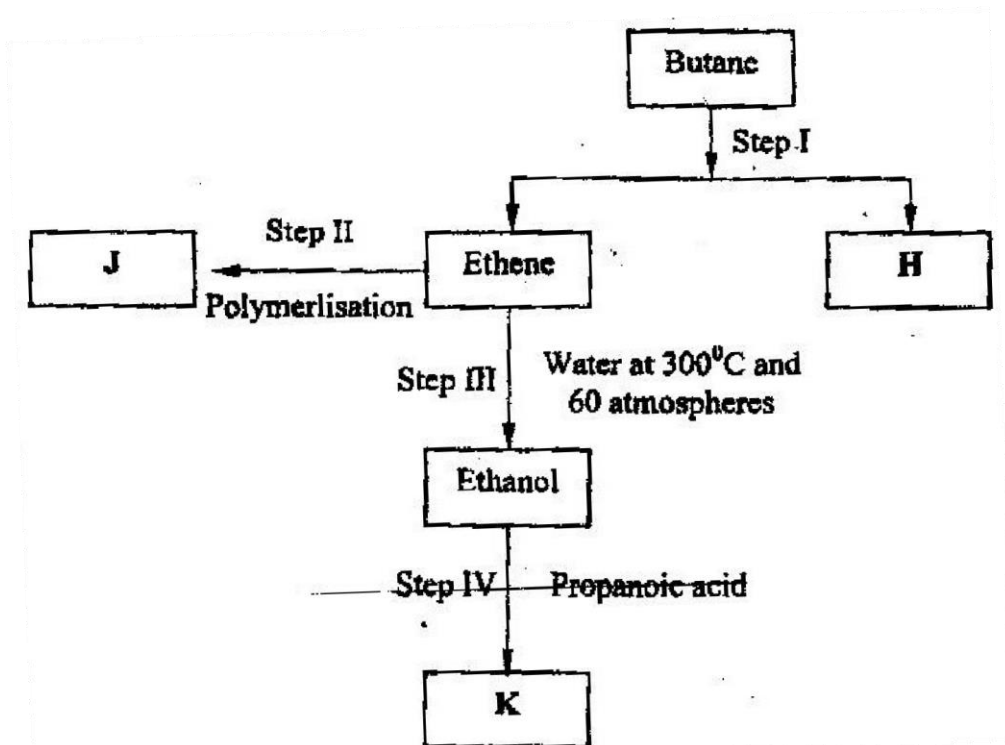 Butane
Step I
Step II
J
Ethene
H
Polymerlisation
Step III
Water at 300⁰C and
60 atmospheres
Ethanol
Step IV
Propanoic acid
K